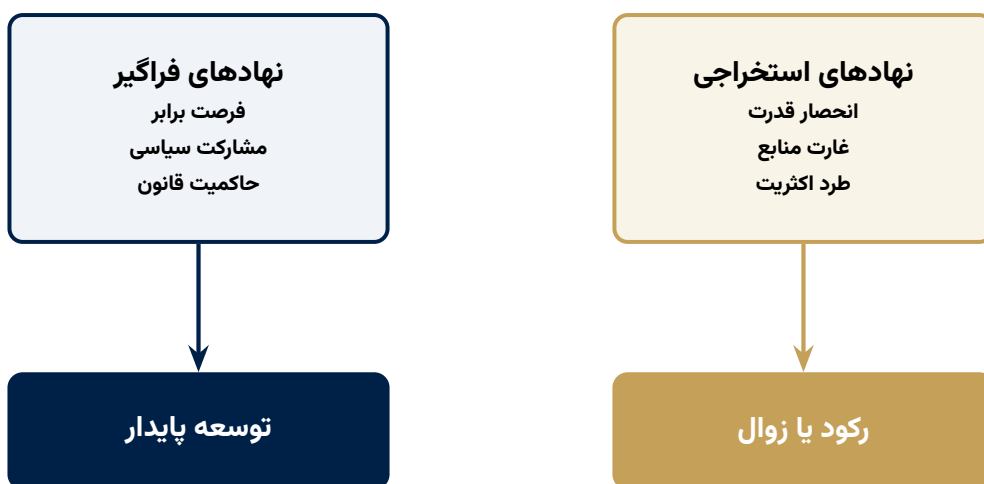 نهادهای استخراجی
انحصار قدرت
غارت منابع
طرد اکثریت
رکود یا زوال
نهادهای فراگیر
فرصت برابر
مشارکت سیاسی
حاکمیت قانون
توسعه پایدار